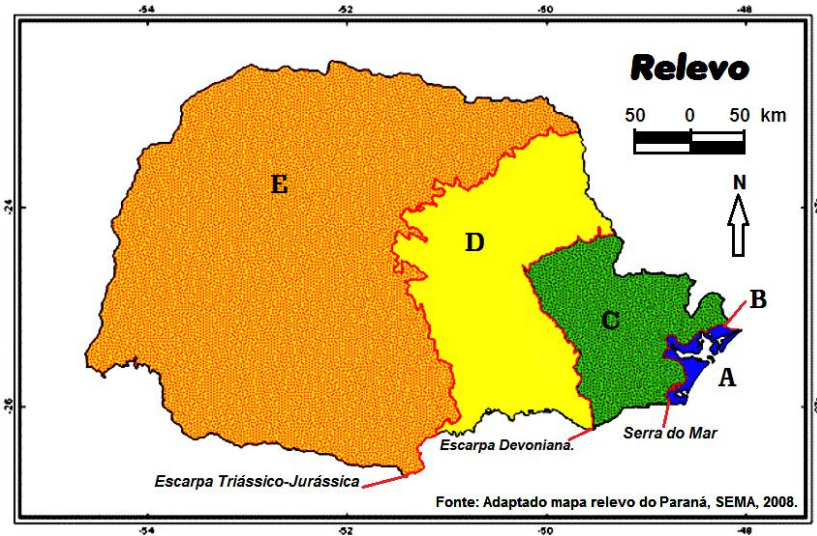 -54
-52
-50
-48
Relevo
50 0 50 km
N
-24
E
D
C
B
A
-26
Escarpa Devoniana.
Serra do Mar
Escarpa Triássico-Jurássica
Fonte: Adaptado mapa relevo do Paraná, SEMA, 2008.
-54
-52
-50
-48